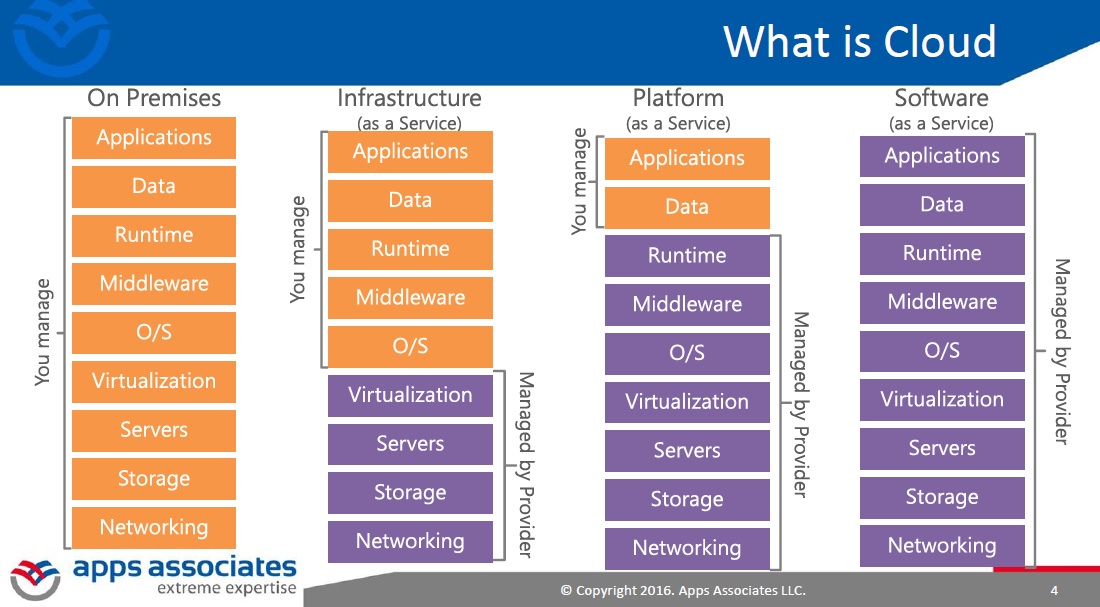 What is Cloud
On Premises
You manage
Applications
Data
Runtime
Middleware
O/S
Virtualization
Servers
Storage
Networking
Infrastructure
(as a Service)
You manage
Applications
Data
Runtime
Middleware
O/S
Virtualization
Servers
Storage
Networking
Managed by Provider
Platform
(as a Service)
You manage
Applications
Data
Runtime
Middleware
O/S
Virtualization
Servers
Storage
Networking
Managed by Provider
Software
(as a Service)
Applications
Data
Runtime
Middleware
O/S
Virtualization
Servers
Storage
Networking
Managed by Provider
apps associates
extreme expertise
© Copyright 2016. Apps Associates LLC.
4